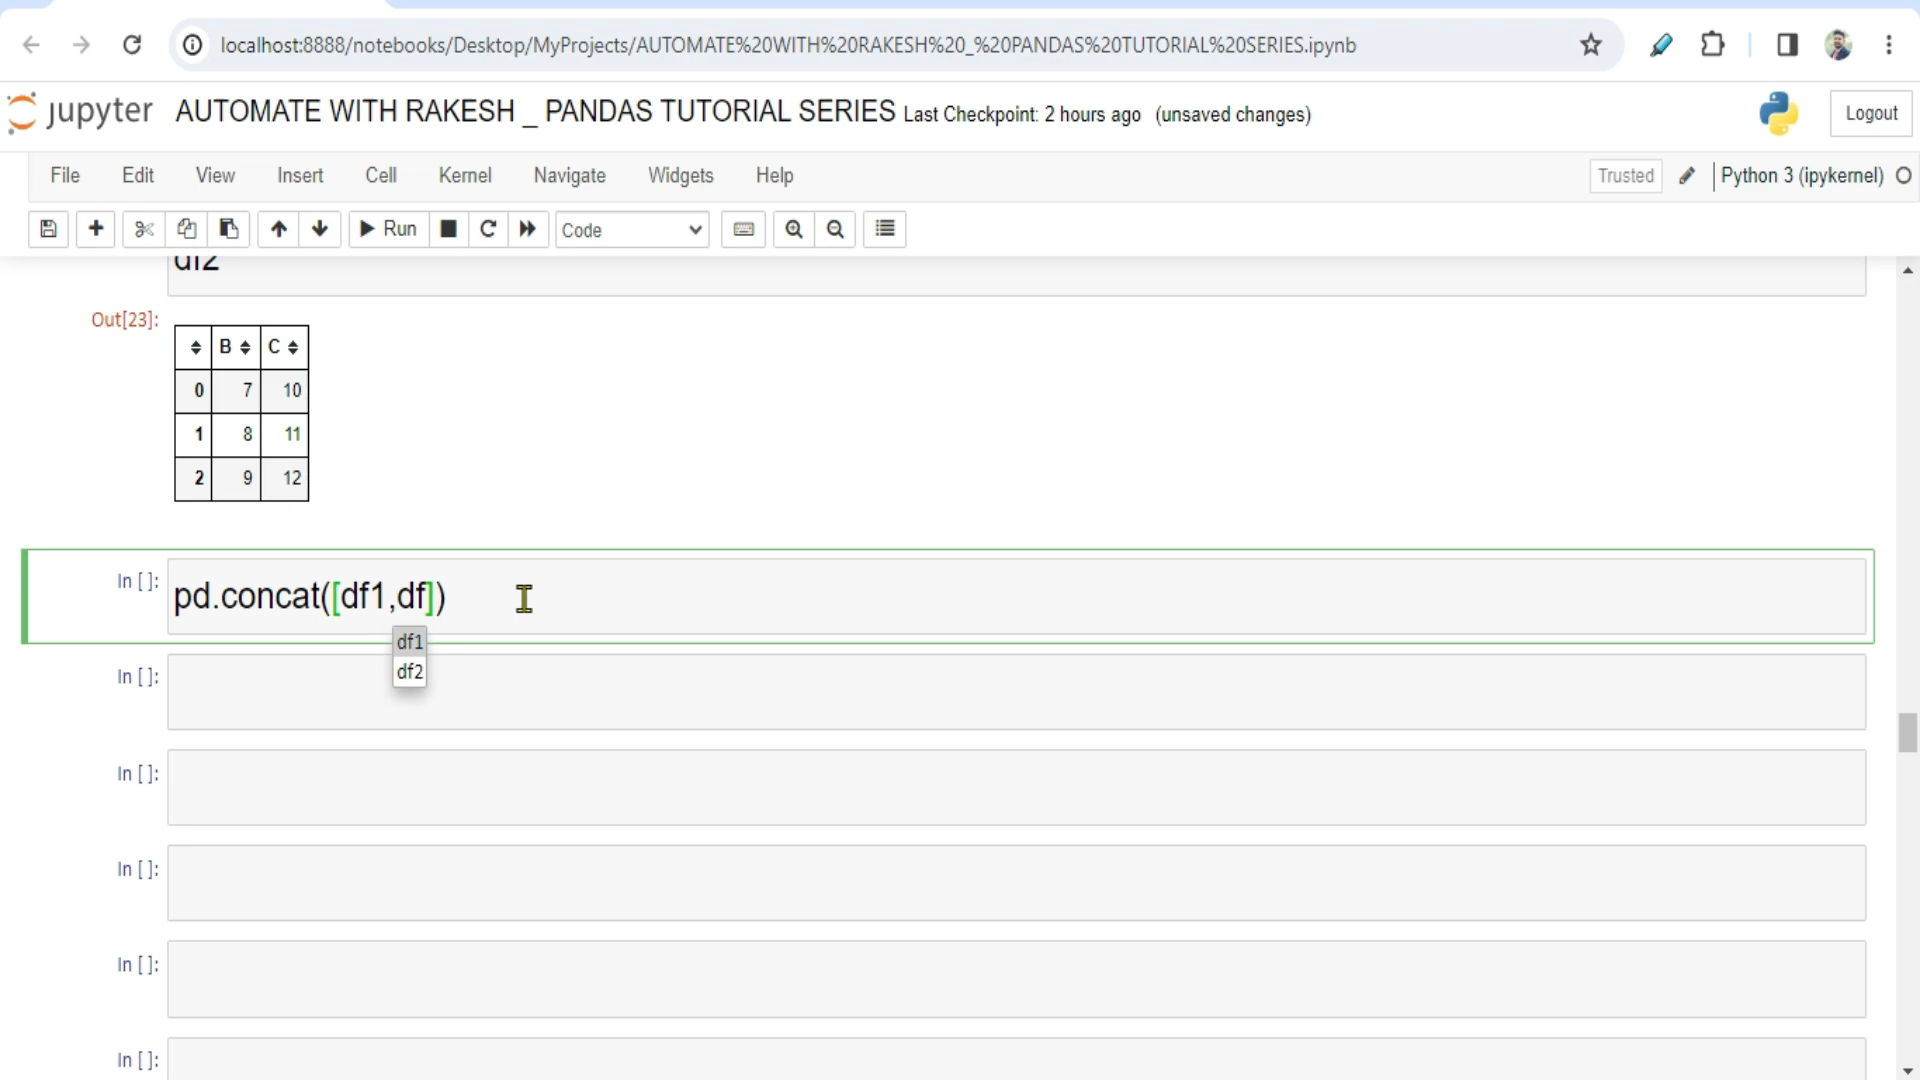 localhost:8888/notebooks/Desktop/MyProjects/AUTOMATE%20WITH%20RAKESH%20_%20PANDAS%20TUTORIAL%20SERIES.ipynb
jupyter AUTOMATE WITH RAKESH _ PANDAS TUTORIAL SERIES Last Checkpoint: 2 hours ago (unsaved changes) Logout
File Edit View Insert Cell Kernel Navigate Widgets Help Trusted Python 3 (ipykernel)
Run Code
df2
Out[23]:
B C
0 7 10
1 8 11
2 9 12
In [ ]: pd.concat([df1,df])
df1
df2
In [ ]:
In [ ]:
In [ ]:
In [ ]:
In [ ]: